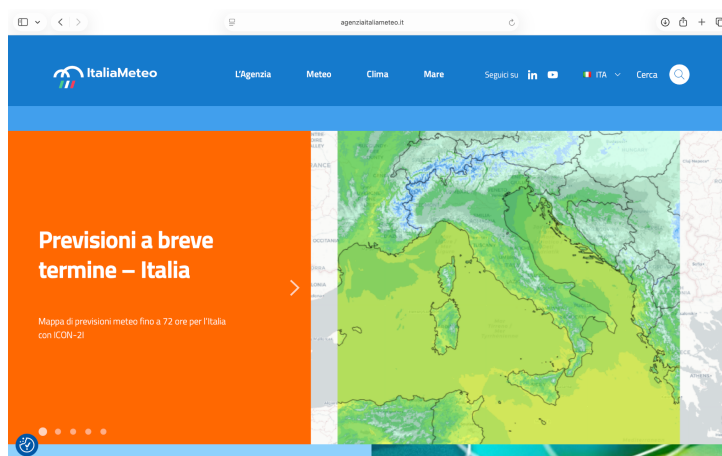 agenziaitaliameteo.it
ItaliaMeteo
L'Agenzia
Meteo
Clima
Mare
Seguici su in
ITA
Cerca
Previsioni a breve
termine – Italia
Mappa di previsioni meteo fino a 72 ore per l'Italia
con ICON-2I